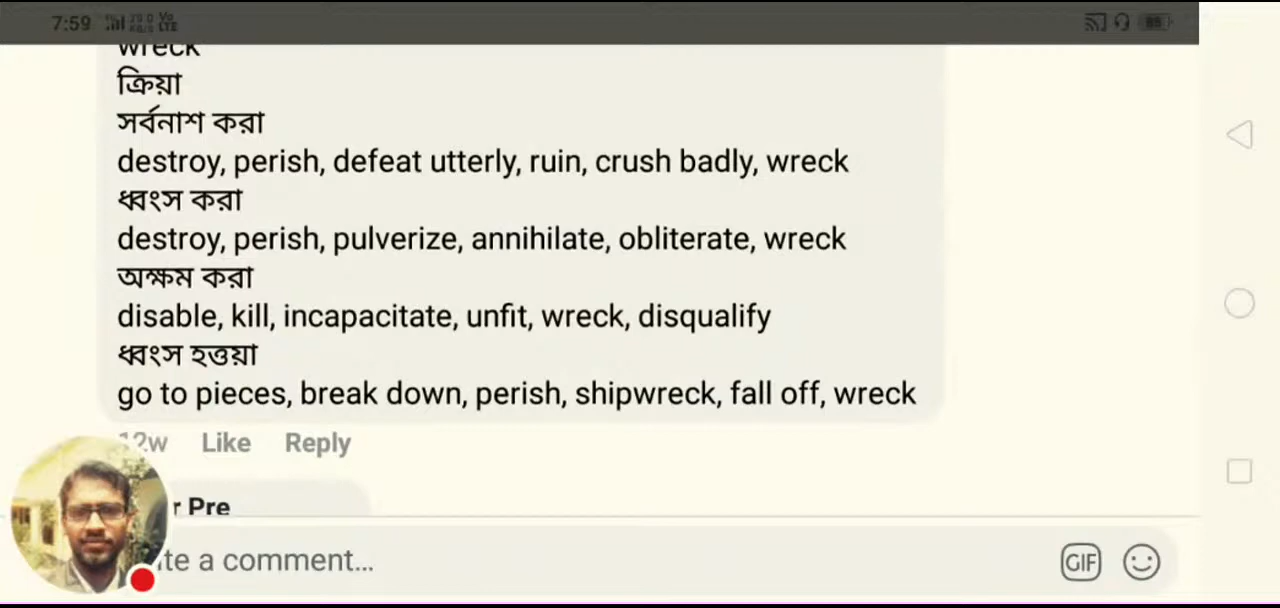 7:59
wreck
ক্রিয়া
সর্বনাশ করা
destroy, perish, defeat utterly, ruin, crush badly, wreck
ধ্বংস করা
destroy, perish, pulverize, annihilate, obliterate, wreck
অক্ষম করা
disable, kill, incapacitate, unfit, wreck, disqualify
ধ্বংস হওয়া
go to pieces, break down, perish, shipwreck, fall off, wreck
12w Like Reply
r Pre
ite a comment...
GIF